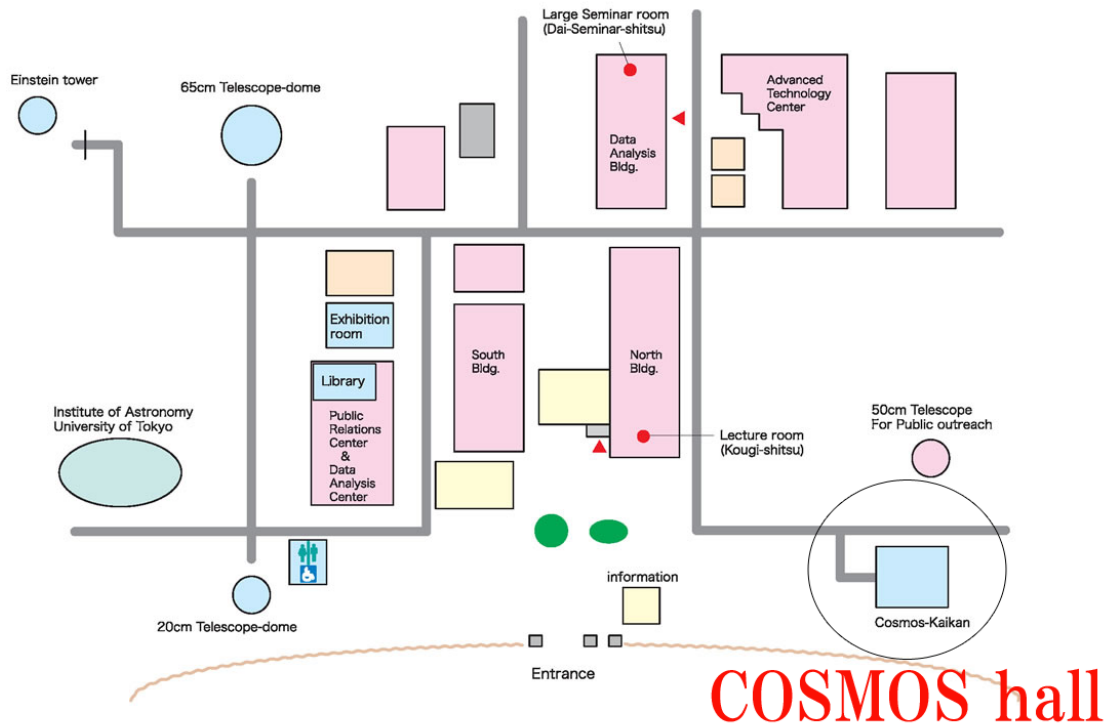 Large Seminar room
(Dai-Seminar-shitsu)
Einstein tower
65cm Telescope-dome
Advanced
Technology
Center
Data
Analysis
Bldg.
Exhibition
room
South
Bldg.
North
Bldg.
Library
Public
Relations
Center
&
Data
Analysis
Center
Institute of Astronomy
University of Tokyo
50cm Telescope
For Public outreach
Lecture room
(Kougi-shitsu)
information
20cm Telescope-dome
Cosmos-Kaikan
Entrance
COSMOS hall